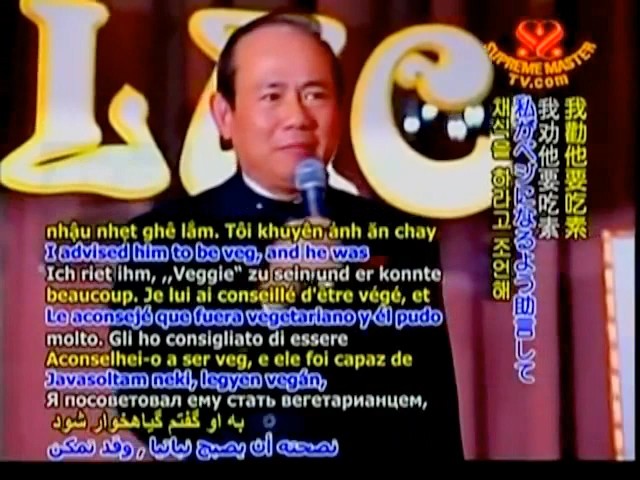 SUPREME MASTER
TV.com
我勸他要吃素
我劝他要吃素
私がベジになるよう助言して
채식을 하라고 조언해
nhậu nhẹt ghê lắm. Tôi khuyên ảnh ăn chay
I advised him to be veg, and he was
Ich riet ihm, ,,Veggie“ zu sein und er konnte
beaucoup. Je lui ai conseillé d'être végé, et
Le aconsejé que fuera vegetariano y él pudo
molto. Gli ho consigliato di essere
Aconselhei-o a ser veg, e ele foi capaz de
Javasoltam neki, legyen vegán,
Я посоветовал ему стать вегетарианцем,
به او گفتم گیاهخوار شود
نصحته أن يصبح نباتيا ، وقد تمكن